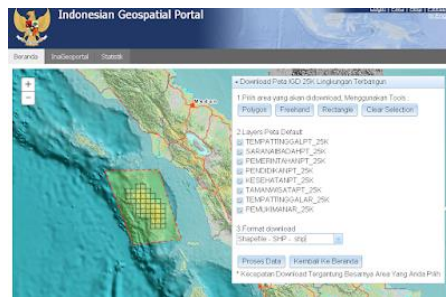 Indonesian Geospatial Portal
Beranda InaGeoportal Statistik
Medan
Download Peta IGD 25K Lingkungan Terbangun
1.Pilih area yang akan didownload, Menggunakan Tools :
Polygon Freehand Rectangle Clear Selection
2.Layers Peta Default
TEMPATTINGGALPT_25K
SARANAIBADAHPT_25K
PEMERINTAHANPT_25K
PENDIDIKANPT_25K
KESEHATANPT_25K
TAMANWISATAPT_25K
TEMPATTINGGALAR_25K
PEMUKIMANAR_25K
3.Format download
Shapefile - SHP - .shp
Proses Data Kembali Ke Beranda
* Kecepatan Download Tergantung Besarnya Area Yang Anda Pilih